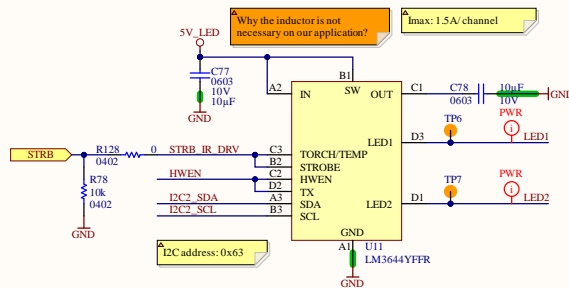 Why the inductor is not
necessary on our application?
Imax: 1.5A/ channel
5V_LED
C77
0603
10V
10µF
GND
B1
SW
A2
IN
OUT
C1
C78
0603
10µF
10V
GND
TP6
PWR
i
LED1
D3
LED1
STRB
R128
0402
0
STRB_IR_DRV
C3
TORCH/TEMP
B2
STROBE
HWEN
C2
HWEN
D2
TX
I2C2_SDA
A3
SDA
I2C2_SCL
B3
SCL
R78
10k
0402
GND
TP7
PWR
i
LED2
D1
LED2
GND
A1
U11
LM3644YFFR
GND
I2C address: 0x63